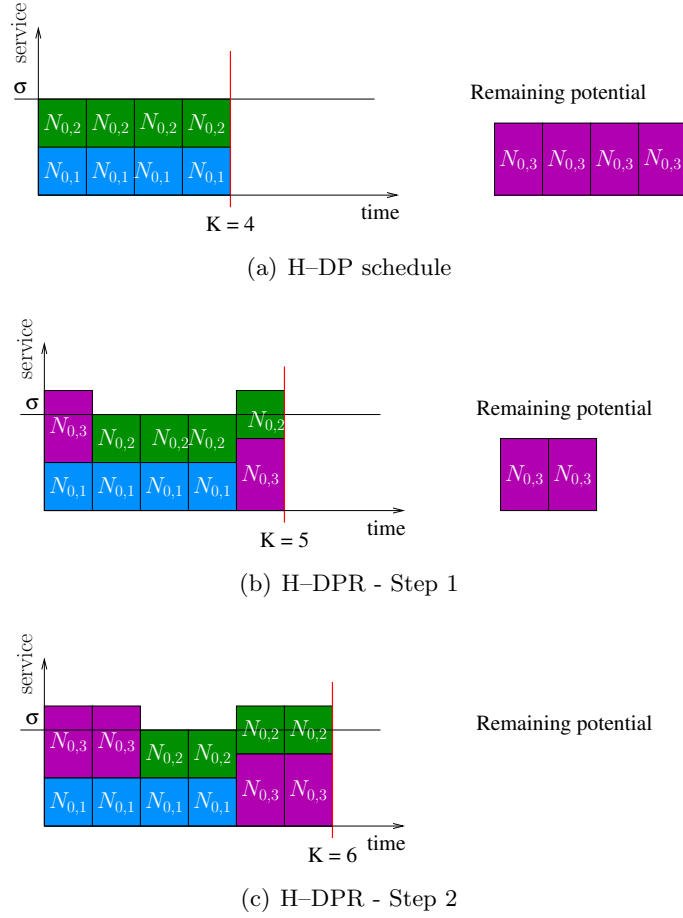 service
σ
Remaining potential
N0,2 N0,2 N0,2 N0,2
N0,3 N0,3 N0,3 N0,3
N0,1 N0,1 N0,1 N0,1
time
K = 4
(a) H–DP schedule
service
σ
Remaining potential
N0,3 N0,2 N0,2 N0,2 N0,2
N0,3 N0,3
N0,1 N0,1 N0,1 N0,1 N0,3
time
K = 5
(b) H–DPR - Step 1
service
σ
Remaining potential
N0,3 N0,3 N0,2 N0,2 N0,2 N0,2
N0,1 N0,1 N0,1 N0,1 N0,3 N0,3
time
K = 6
(c) H–DPR - Step 2